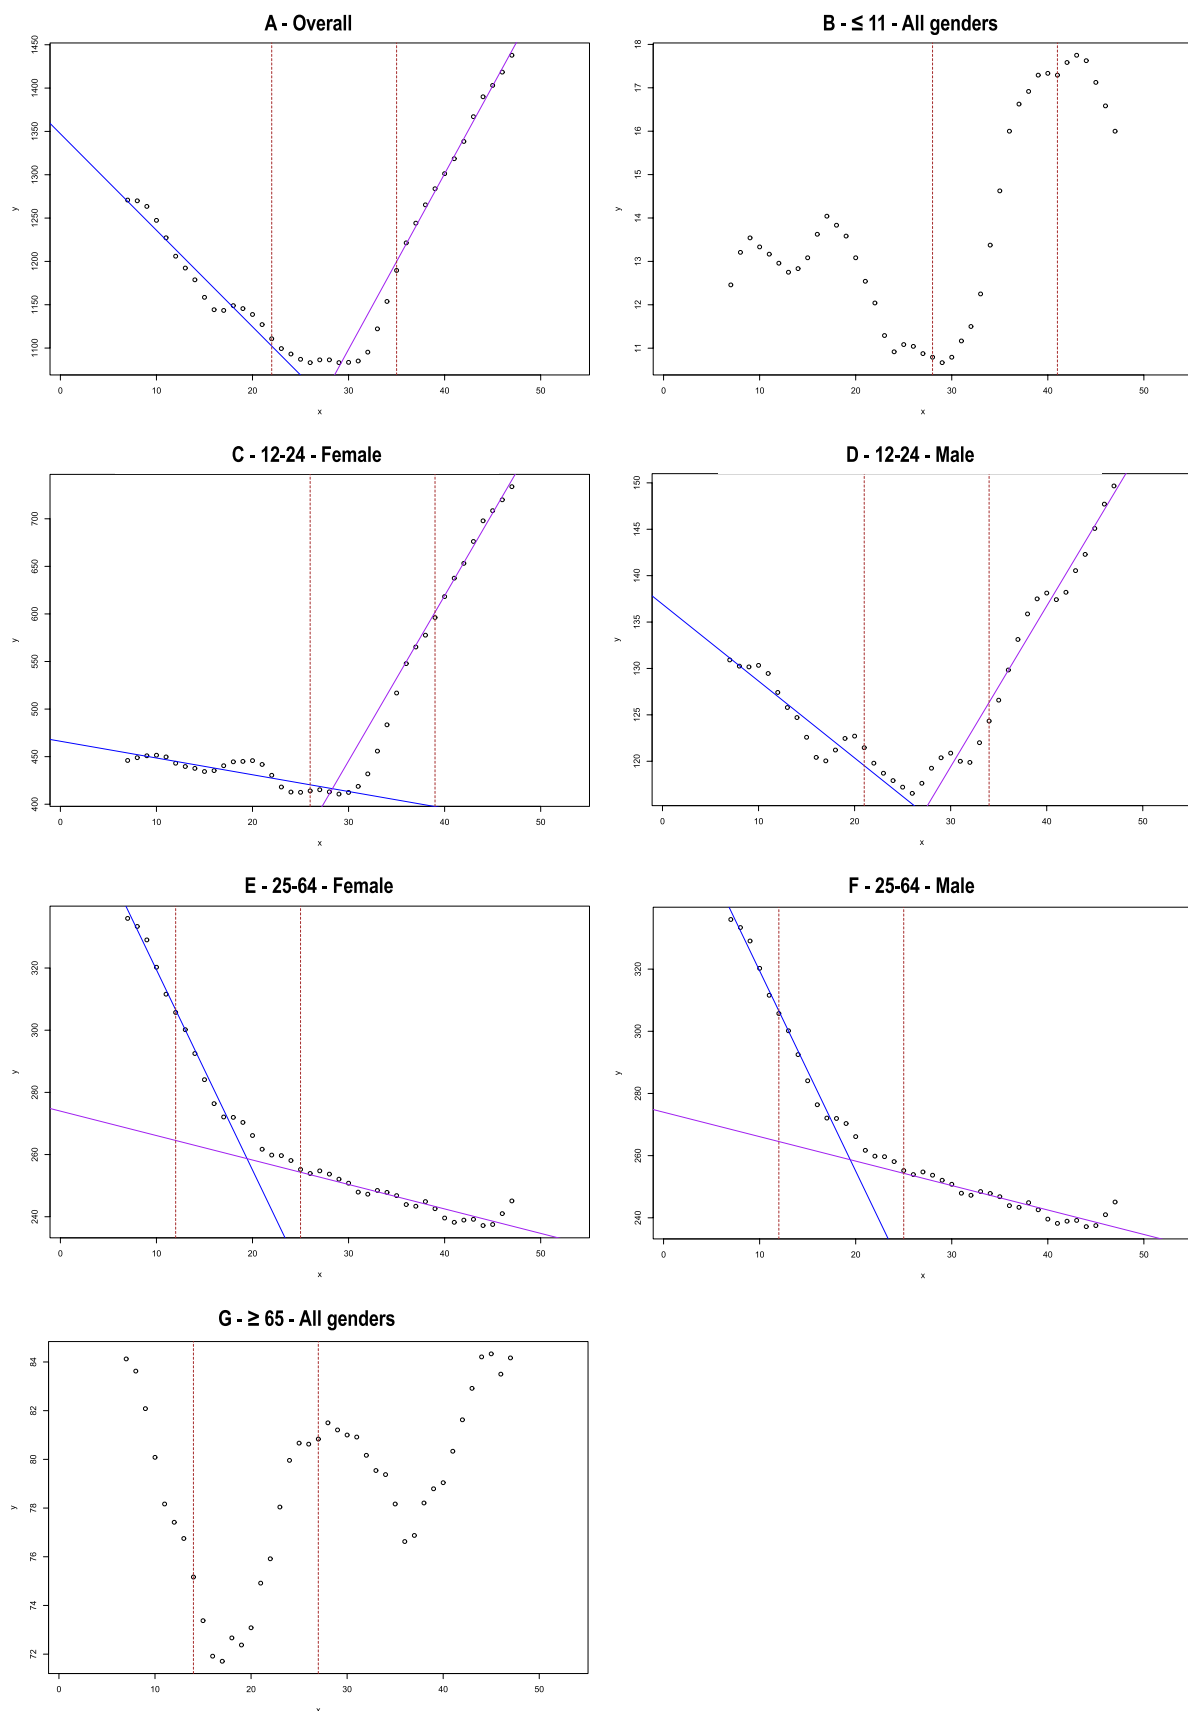 A - Overall
1450
1400
1350
1300
1250
1200
1150
1100
y
0 10 20 30 40 50
x
B - ≤ 11 - All genders
18
17
16
15
14
13
12
11
y
0 10 20 30 40 50
x
C - 12-24 - Female
700
650
600
550
500
450
400
y
0 10 20 30 40 50
x
D - 12-24 - Male
150
145
140
135
130
125
120
y
0 10 20 30 40 50
x
E - 25-64 - Female
320
300
280
260
240
y
0 10 20 30 40 50
x
F - 25-64 - Male
320
300
280
260
240
y
0 10 20 30 40 50
x
G - ≥ 65 - All genders
84
82
80
78
76
74
72
y
0 10 20 30 40 50
x